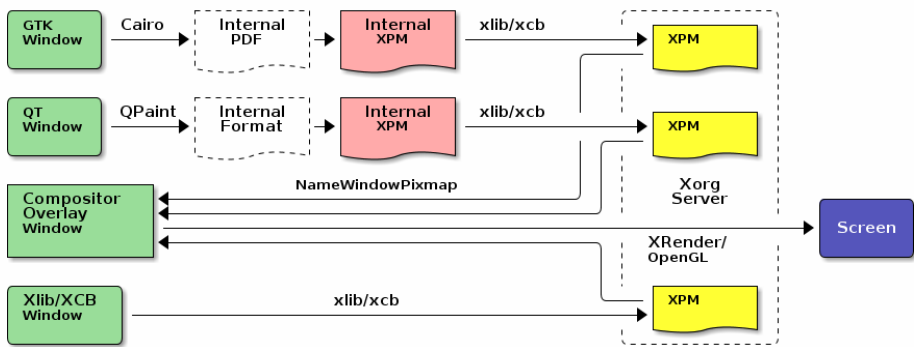 GTK
Window
Cairo
Internal
PDF
Internal
XPM
xlib/xcb
XPM
QT
Window
QPaint
Internal
Format
Internal
XPM
xlib/xcb
XPM
NameWindowPixmap
Compositor
Overlay
Window
Xorg
Server
Screen
XRender/
OpenGL
Xlib/XCB
Window
xlib/xcb
XPM